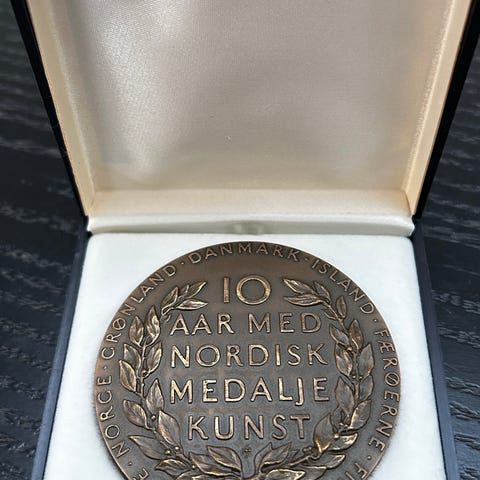 NORGE · GRØNLAND · DANMARK · ISLAND · FÆRØERNE ·
10
AAR MED
NORDISK
MEDALJE
KUNST